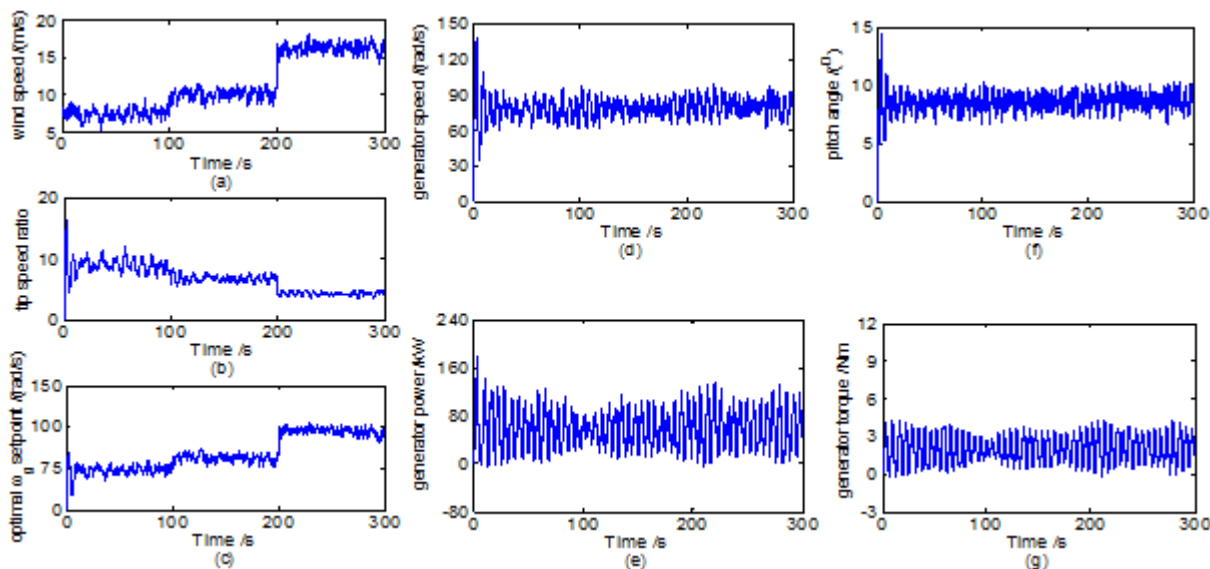 wind speed /(m/s)
20
15
10
5
0
100
200
300
Time /s
(a)
tip speed ratio
20
10
0
0
100
200
300
Time /s
(b)
optimal ω g setpoint /(rad/s)
150
100
75
0
0
100
200
300
Time /s
(c)
generator speed /(rad/s)
150
120
90
60
30
0
0
100
200
300
Time /s
(d)
generator power /kW
240
160
80
0
-80
0
100
200
300
Time /s
(e)
pitch angle /(°)
15
10
5
0
0
100
200
300
Time /s
(f)
generator torque /Nm
12
9
6
3
0
-3
0
100
200
300
Time /s
(g)